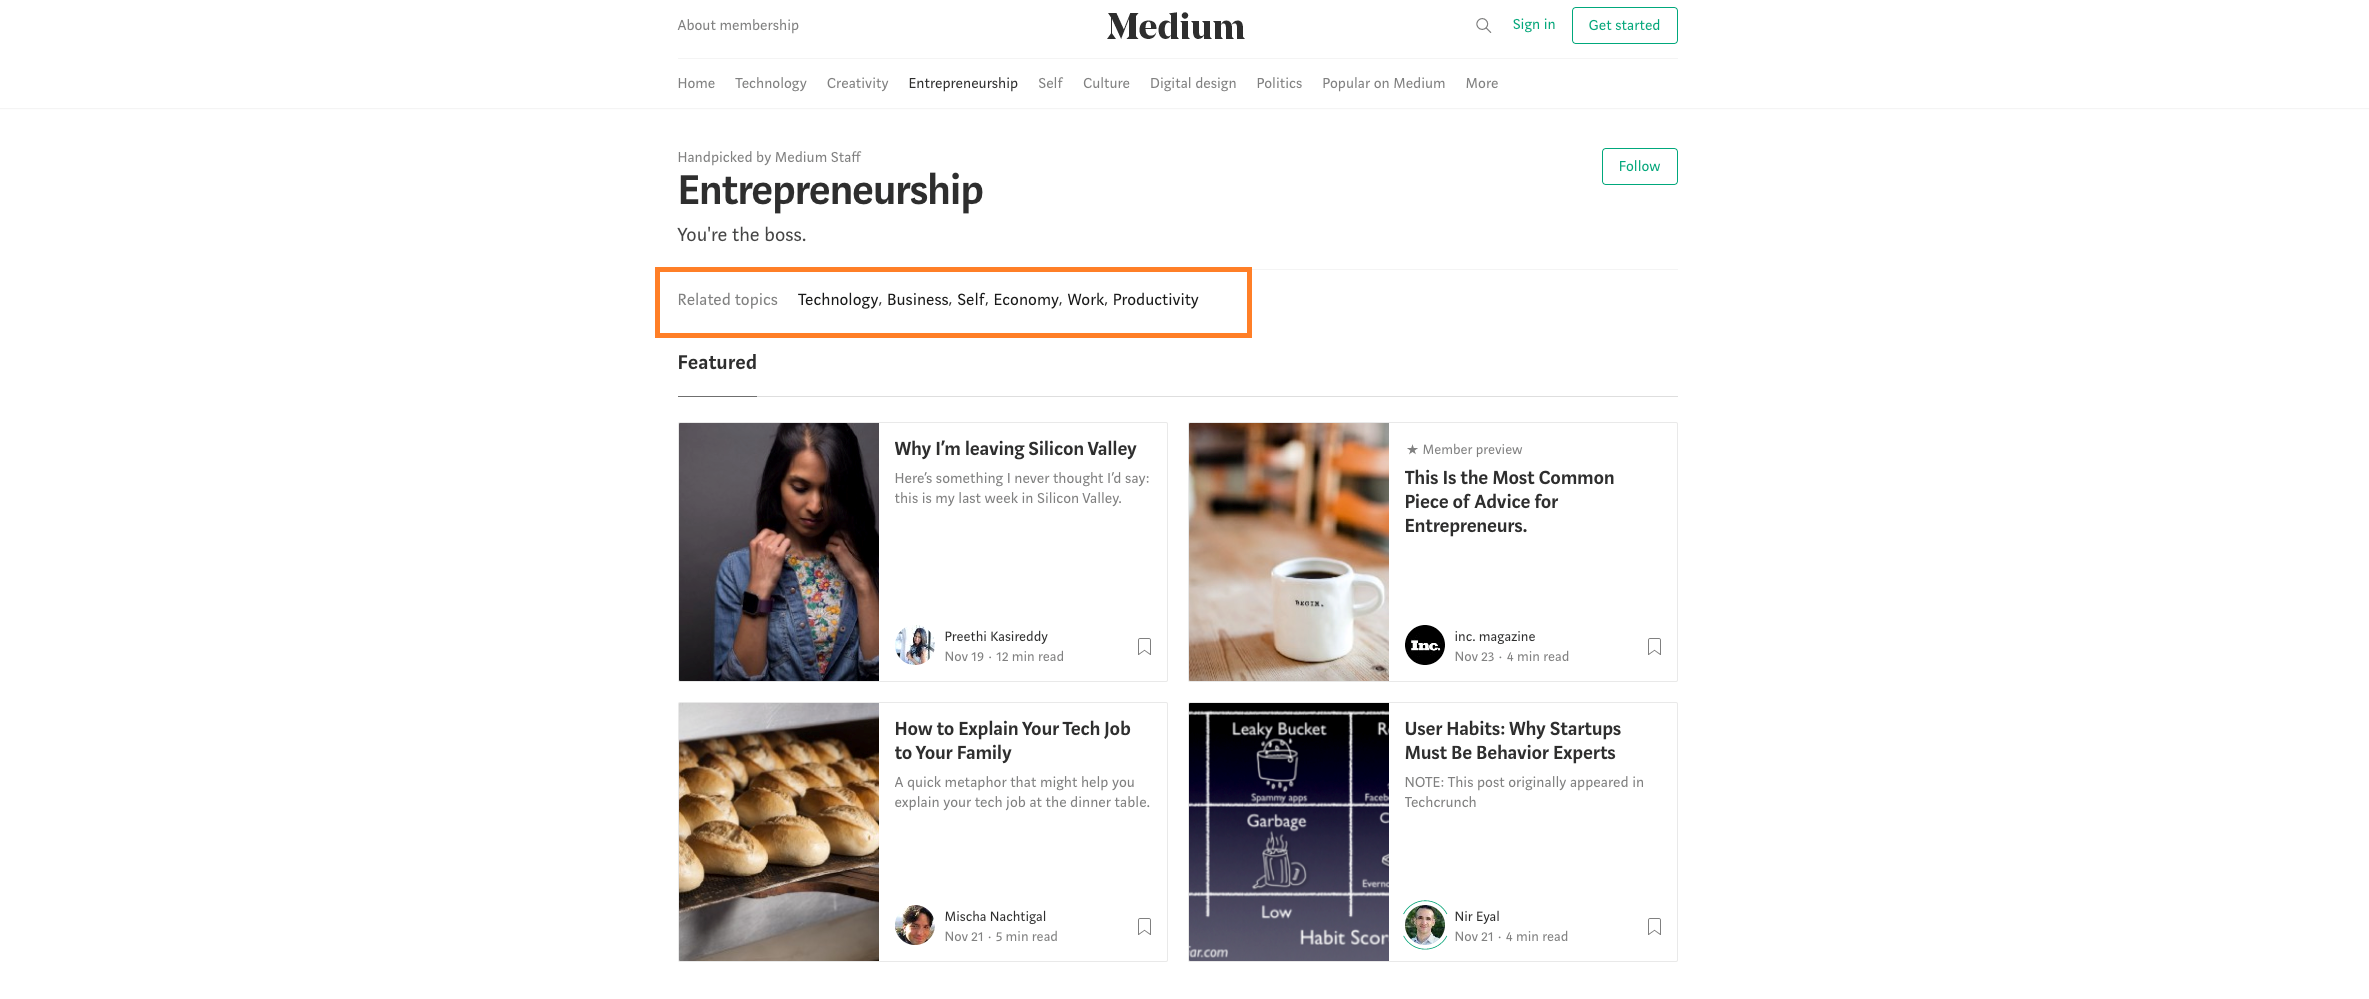 About membership
Medium
Sign in
Get started
Home Technology Creativity Entrepreneurship Self Culture Digital design Politics Popular on Medium More
Handpicked by Medium Staff
Follow
Entrepreneurship
You're the boss.
Related topics Technology, Business, Self, Economy, Work, Productivity
Featured
Why I’m leaving Silicon Valley
Here’s something I never thought I’d say:
this is my last week in Silicon Valley.
Preethi Kasireddy
Nov 19 · 12 min read
BEGIN.
★ Member preview
This Is the Most Common
Piece of Advice for
Entrepreneurs.
Inc.
inc. magazine
Nov 23 · 4 min read
How to Explain Your Tech Job
to Your Family
A quick metaphor that might help you
explain your tech job at the dinner table.
Mischa Nachtigal
Nov 21 · 5 min read
Leaky Bucket
Spammy apps
Garbage
Low
Habit Scor
User Habits: Why Startups
Must Be Behavior Experts
NOTE: This post originally appeared in
Techcrunch
Nir Eyal
Nov 21 · 4 min read